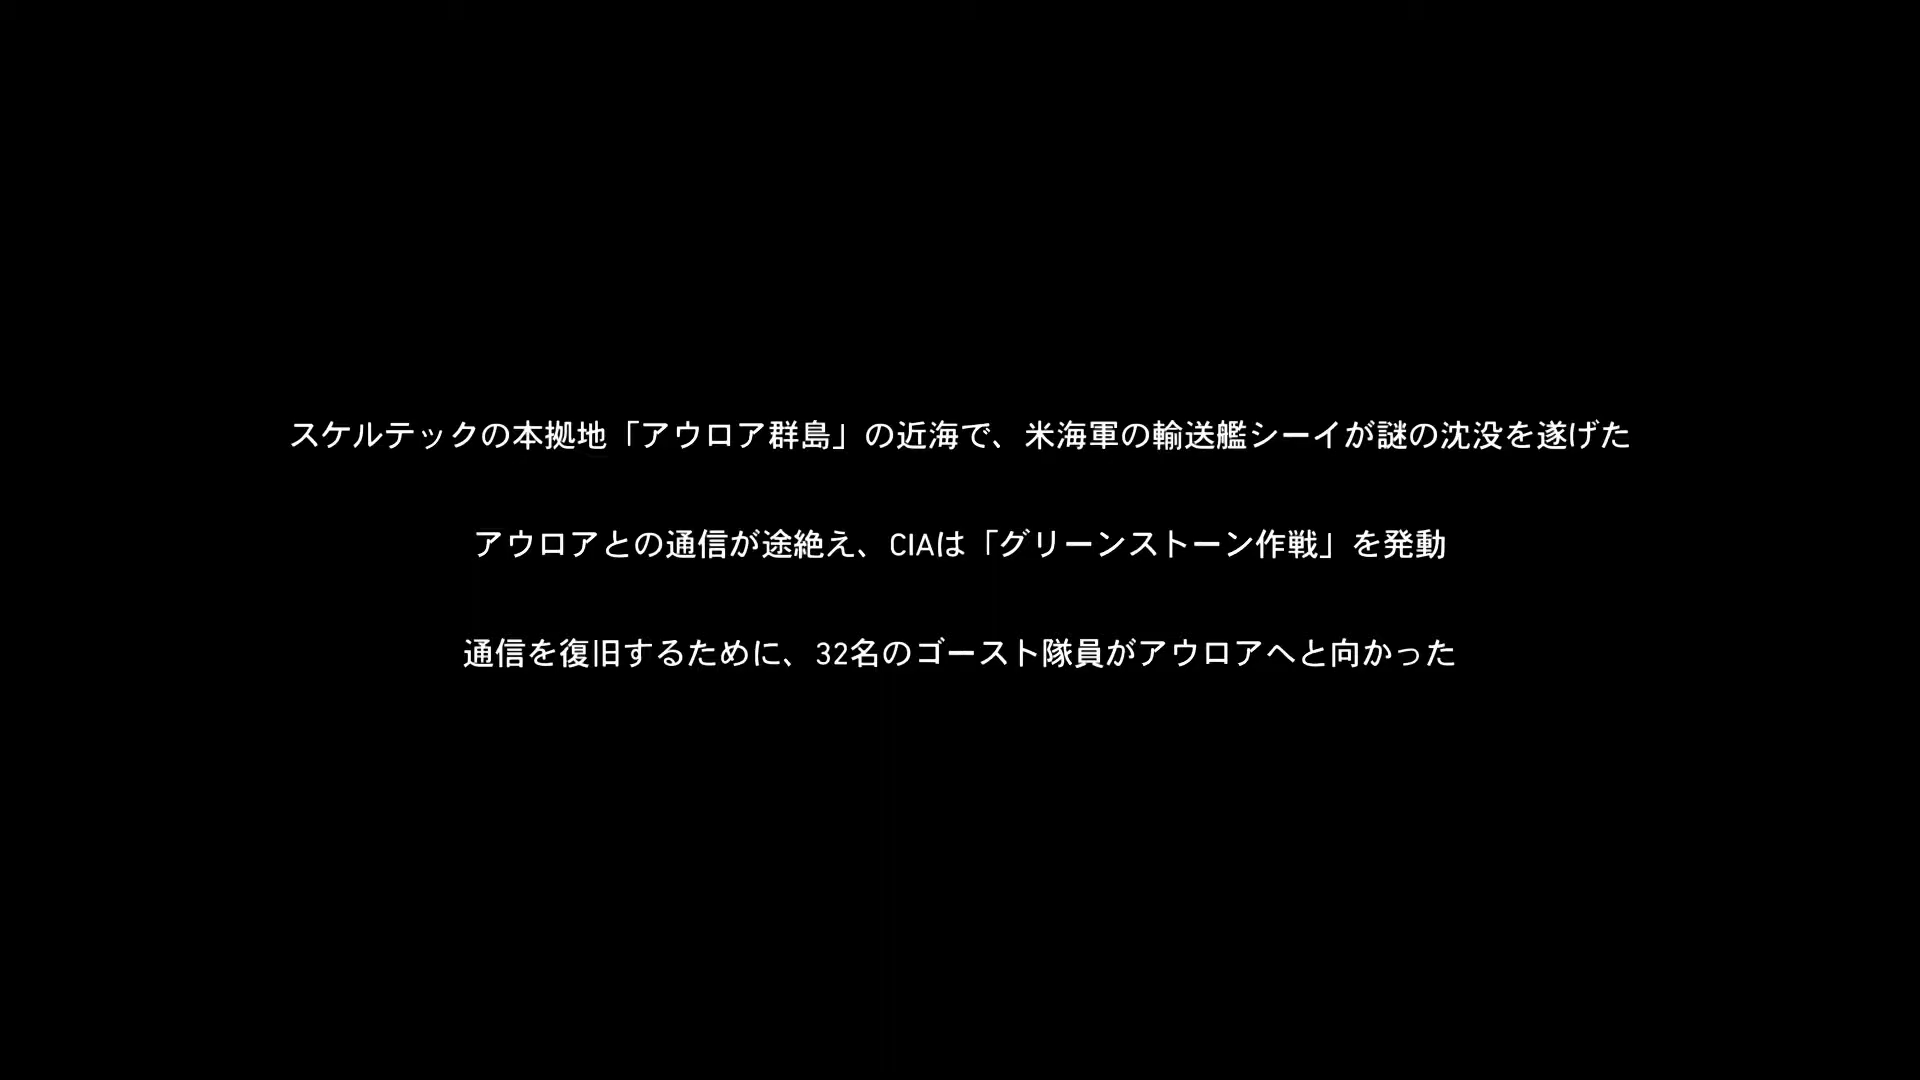 スケルテックの本拠地「アウロア群島」の近海で、米海軍の輸送艦シーイが謎の沈没を遂げた
アウロアとの通信が途絶え、CIAは「グリーンストーン作戦」を発動
通信を復旧するために、32名のゴースト隊員がアウロアへと向かった